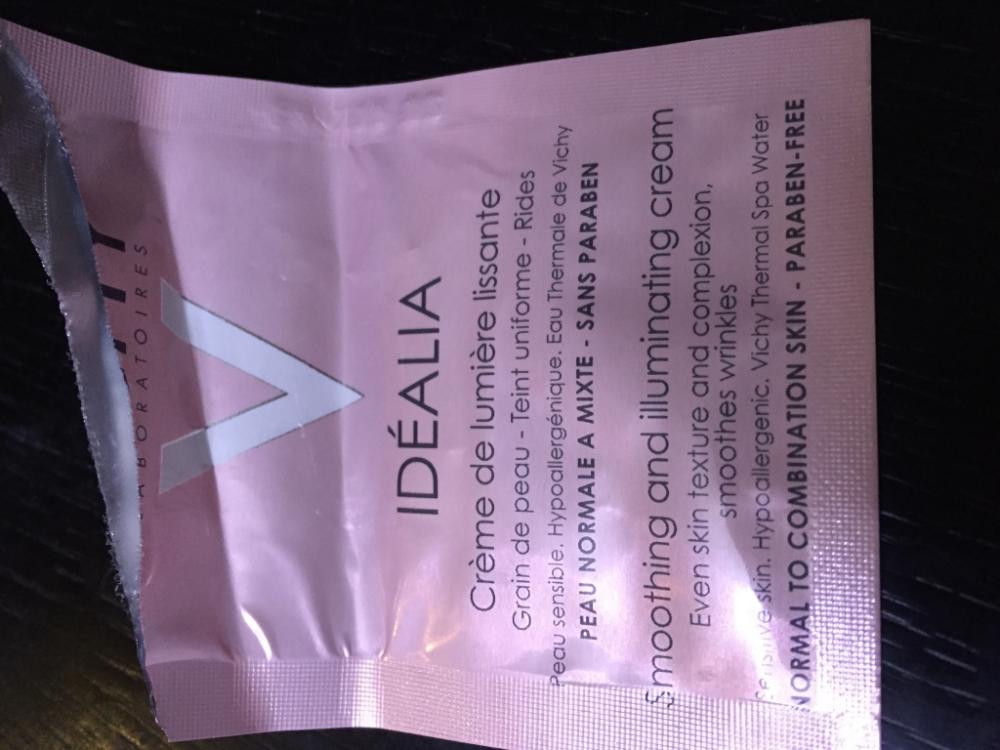 LABORATOIRES
V
IDÉALIA
Crème de lumière lissante
Grain de peau - Teint uniforme - Rides
Peau sensible. Hypoallergénique. Eau Thermale de Vichy
PEAU NORMALE A MIXTE - SANS PARABEN
Smoothing and illuminating cream
Even skin texture and complexion,
smoothes wrinkles
Sensitive skin. Hypoallergenic. Vichy Thermal Spa Water
NORMAL TO COMBINATION SKIN - PARABEN-FREE